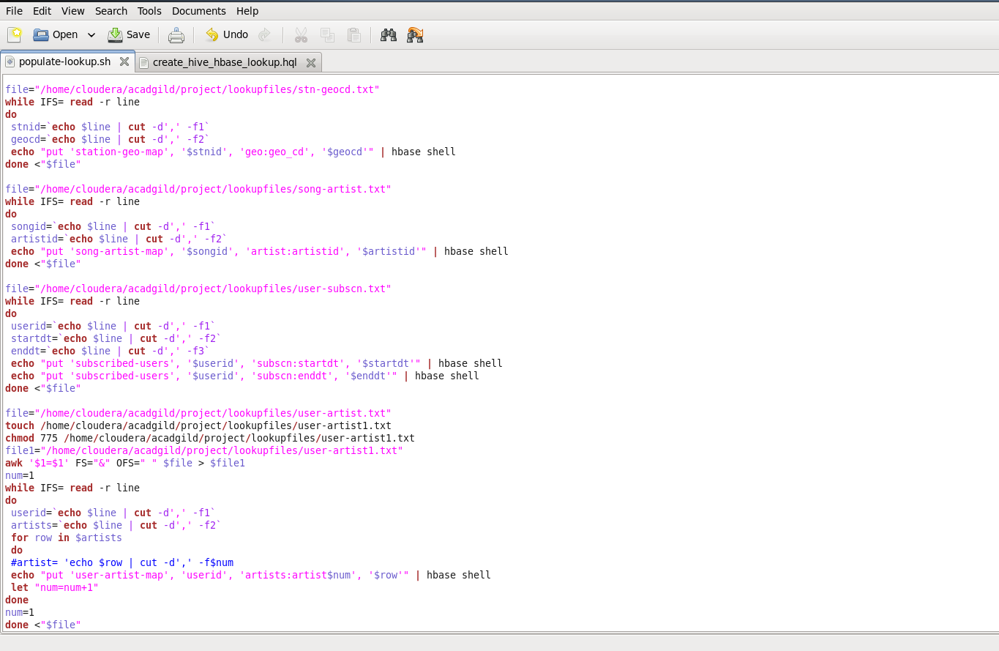 File Edit View Search Tools Documents Help
Open Save Undo
populate-lookup.sh create_hive_hbase_lookup.hql
file="/home/cloudera/acadgild/project/lookupfiles/stn-geocd.txt"
while IFS= read -r line
do
 stnid=`echo $line | cut -d',' -f1`
 geocd=`echo $line | cut -d',' -f2`
 echo "put 'station-geo-map', '$stnid', 'geo:geo_cd', '$geocd'" | hbase shell
done <"$file"

file="/home/cloudera/acadgild/project/lookupfiles/song-artist.txt"
while IFS= read -r line
do
 songid=`echo $line | cut -d',' -f1`
 artistid=`echo $line | cut -d',' -f2`
 echo "put 'song-artist-map', '$songid', 'artist:artistid', '$artistid'" | hbase shell
done <"$file"

file="/home/cloudera/acadgild/project/lookupfiles/user-subscn.txt"
while IFS= read -r line
do
 userid=`echo $line | cut -d',' -f1`
 startdt=`echo $line | cut -d',' -f2`
 enddt=`echo $line | cut -d',' -f3`
 echo "put 'subscribed-users', '$userid', 'subscn:startdt', '$startdt'" | hbase shell
 echo "put 'subscribed-users', '$userid', 'subscn:enddt', '$enddt'" | hbase shell
done <"$file"

file="/home/cloudera/acadgild/project/lookupfiles/user-artist.txt"
touch /home/cloudera/acadgild/project/lookupfiles/user-artist1.txt
chmod 775 /home/cloudera/acadgild/project/lookupfiles/user-artist1.txt
file1="/home/cloudera/acadgild/project/lookupfiles/user-artist1.txt"
awk '$1=$1' FS="&" OFS=" " $file > $file1
num=1
while IFS= read -r line
do
 userid=`echo $line | cut -d',' -f1`
 artists=`echo $line | cut -d',' -f2`
 for row in $artists
 do
 #artist= 'echo $row | cut -d',' -f$num
 echo "put 'user-artist-map', 'userid', 'artists:artist$num', '$row'" | hbase shell
 let "num=num+1"
done
num=1
done <"$file"